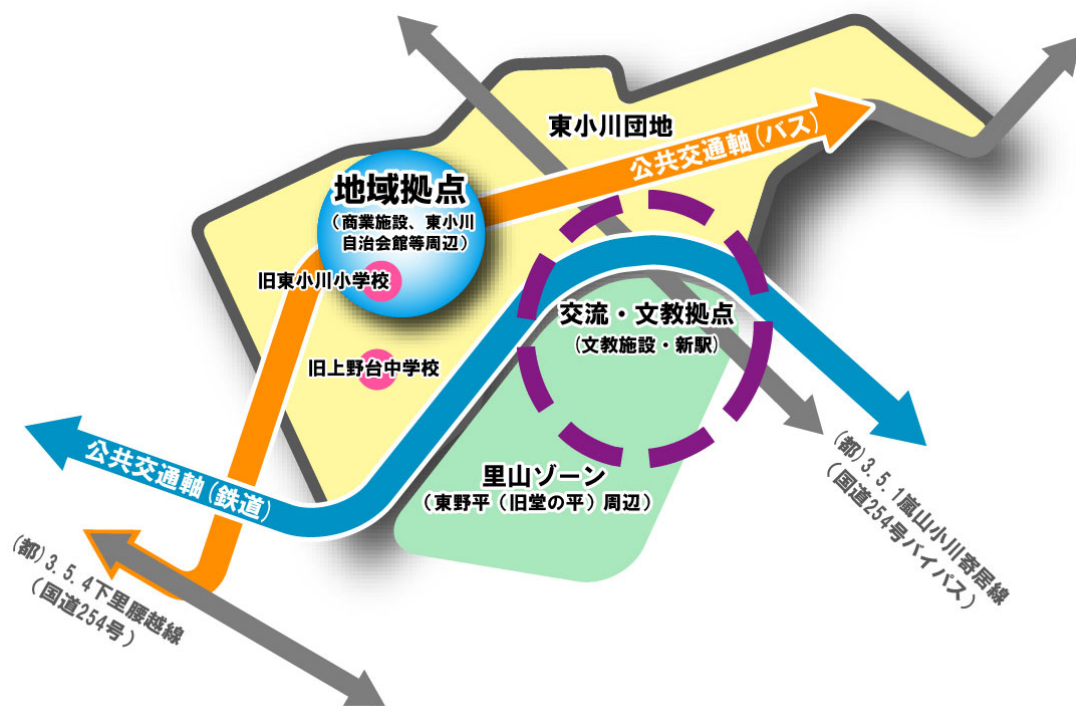 東小川団地
公共交通軸(バス)
地域拠点
(商業施設、東小川
自治会館等周辺)
旧東小川小学校
交流・文教拠点
(文教施設・新駅)
旧上野台中学校
公共交通軸(鉄道)
里山ゾーン
(東野平(旧堂の平)周辺)
(都)3.5.1嵐山小川寄居線
(国道254号バイパス)
(都)3.5.4下里腰越線
(国道254号)